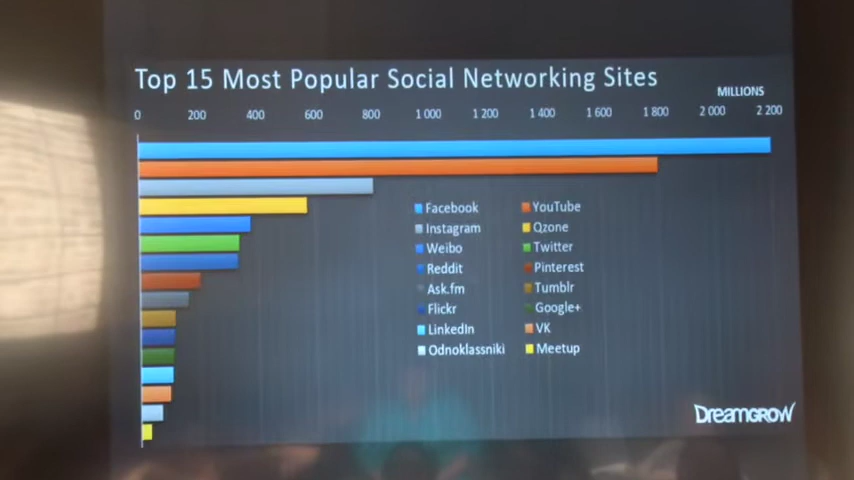 Top 15 Most Popular Social Networking Sites
MILLIONS
0 200 400 600 800 1 000 1 200 1 400 1 600 1 800 2 000 2 200
Facebook YouTube
Instagram Qzone
Weibo Twitter
Reddit Pinterest
Ask.fm Tumblr
Flickr Google+
LinkedIn VK
Odnoklassniki Meetup
DreamGROW